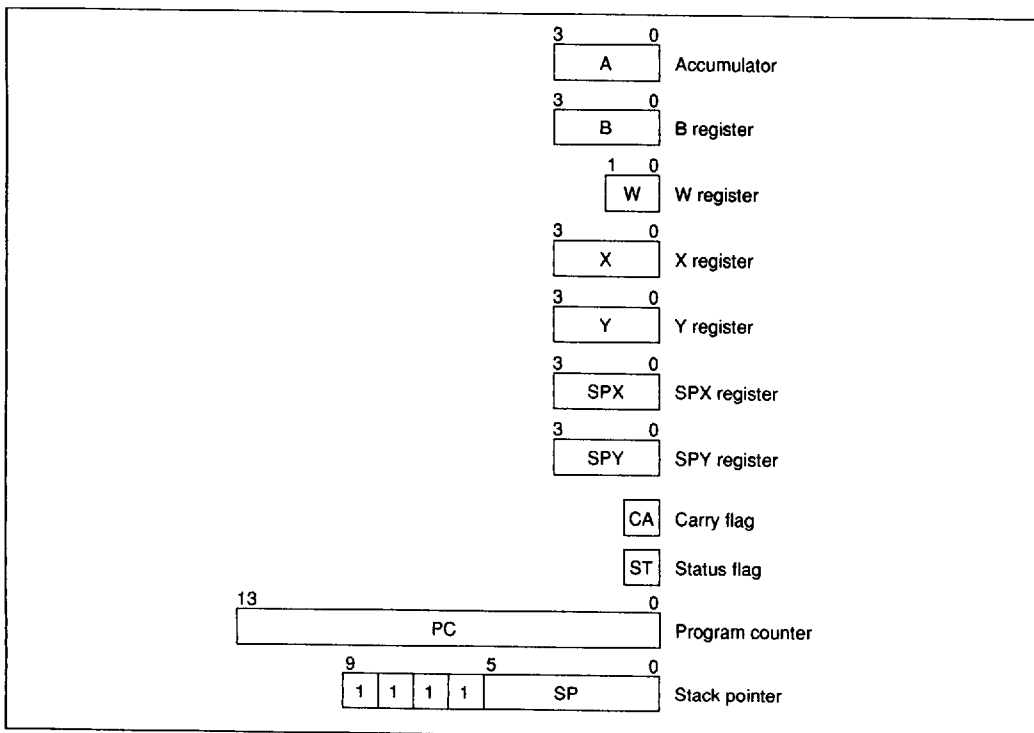 3 0
A Accumulator
3 0
B B register
1 0
W W register
3 0
X X register
3 0
Y Y register
3 0
SPX SPX register
3 0
SPY SPY register
CA Carry flag
ST Status flag
13 0
PC Program counter
9 5 0
1 1 1 1 SP Stack pointer